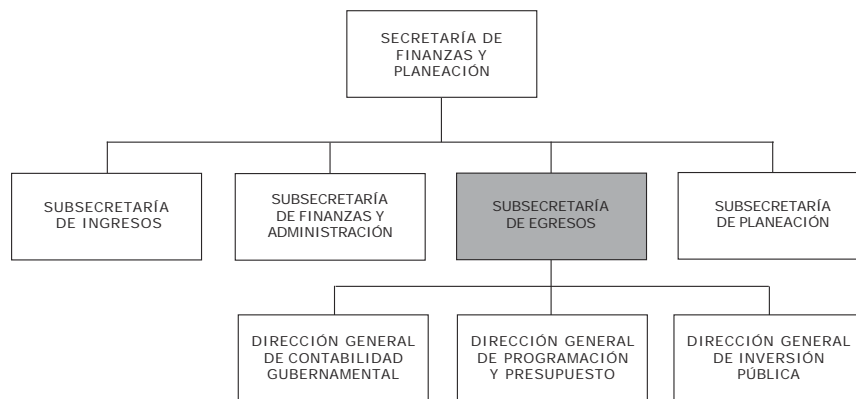 SECRETARÍA DE
FINANZAS Y
PLANEACIÓN
SUBSECRETARÍA
DE INGRESOS
SUBSECRETARÍA
DE FINANZAS Y
ADMINISTRACIÓN
SUBSECRETARÍA
DE EGRESOS
SUBSECRETARÍA
DE PLANEACIÓN
DIRECCIÓN GENERAL
DE CONTABILIDAD
GUBERNAMENTAL
DIRECCIÓN GENERAL
DE PROGRAMACIÓN
Y PRESUPUESTO
DIRECCIÓN GENERAL
DE INVERSIÓN
PÚBLICA